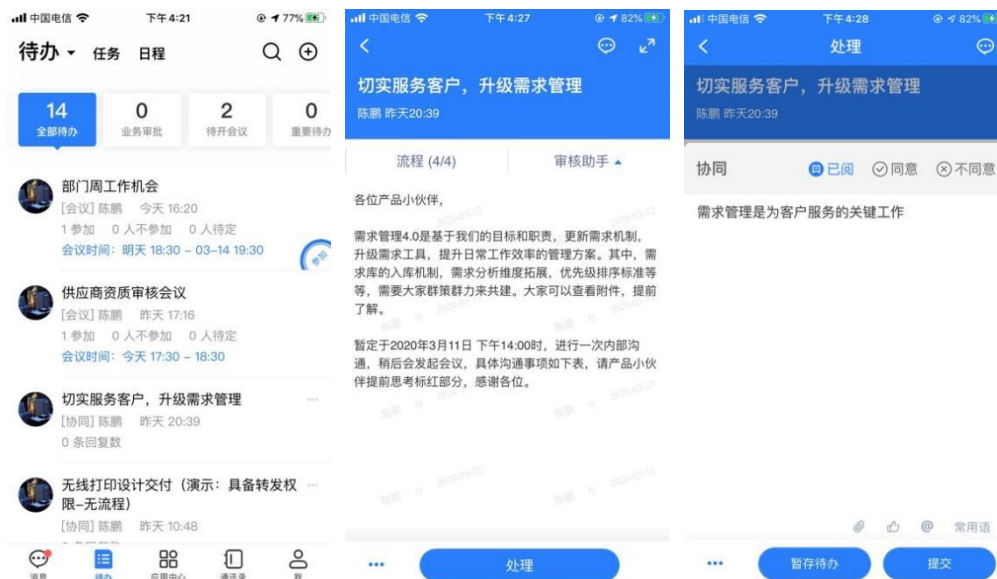 中国电信 下午4:21 77%
待办 任务 日程
14 0 2 0
全部待办 业务审批 待开会议 重要待办
部门周工作机会
[会议] 陈鹏 今天 16:20
1 参加 0 人不参加 0 人待定
会议时间：明天 18:30 – 03–14 19:30
参加
供应商资质审核会议
[会议] 陈鹏 昨天 17:16
1 参加 0 人不参加 0 人待定
会议时间：今天 17:30 – 18:30
切实服务客户，升级需求管理
[协同] 陈鹏 昨天 20:39
0 条回复数
无线打印设计交付（演示：具备转发权
限–无流程）
[协同] 陈鹏 昨天 10:48
消息 待办 应用中心 通讯录 我
中国电信 下午4:27 82%
切实服务客户，升级需求管理
陈鹏 昨天20:39
流程 (4/4) 审核助手
各位产品小伙伴，
需求管理4.0是基于我们的目标和职责，更新需求机制，
升级需求工具，提升日常工作效率的管理方案。其中，需
求库的入库机制，需求分析维度拓展，优先级排序标准等
等，需要大家群策群力来共建。大家可以查看附件，提前
了解。
暂定于2020年3月11日 下午14:00时，进行一次内部沟
通，稍后会发起会议，具体沟通事项如下表，请产品小伙
伴提前思考标红部分，感谢各位。
陈鹏 2020-03-12
处理
中国电信 下午4:28 82%
处理
切实服务客户，升级需求管理
陈鹏 昨天20:39
协同 已阅 同意 不同意
需求管理是为客户服务的关键工作
@ 常用语
暂存待办 提交